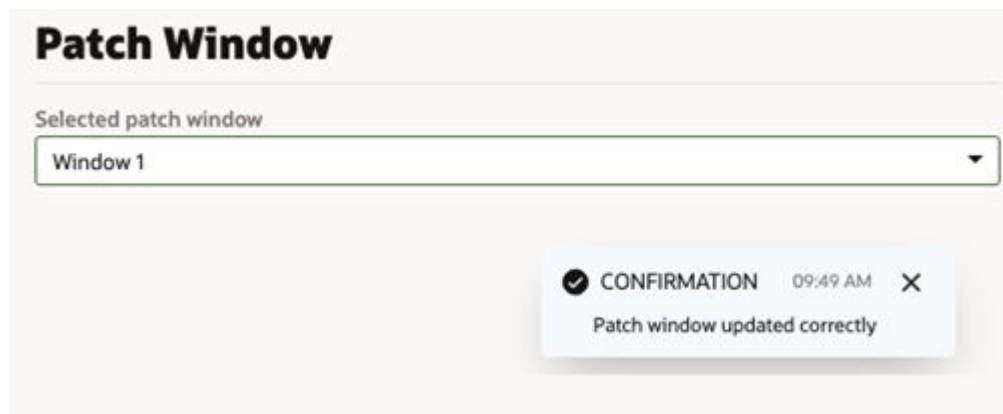 Patch Window
Selected patch window
Window 1
CONFIRMATION 09:49 AM
Patch window updated correctly